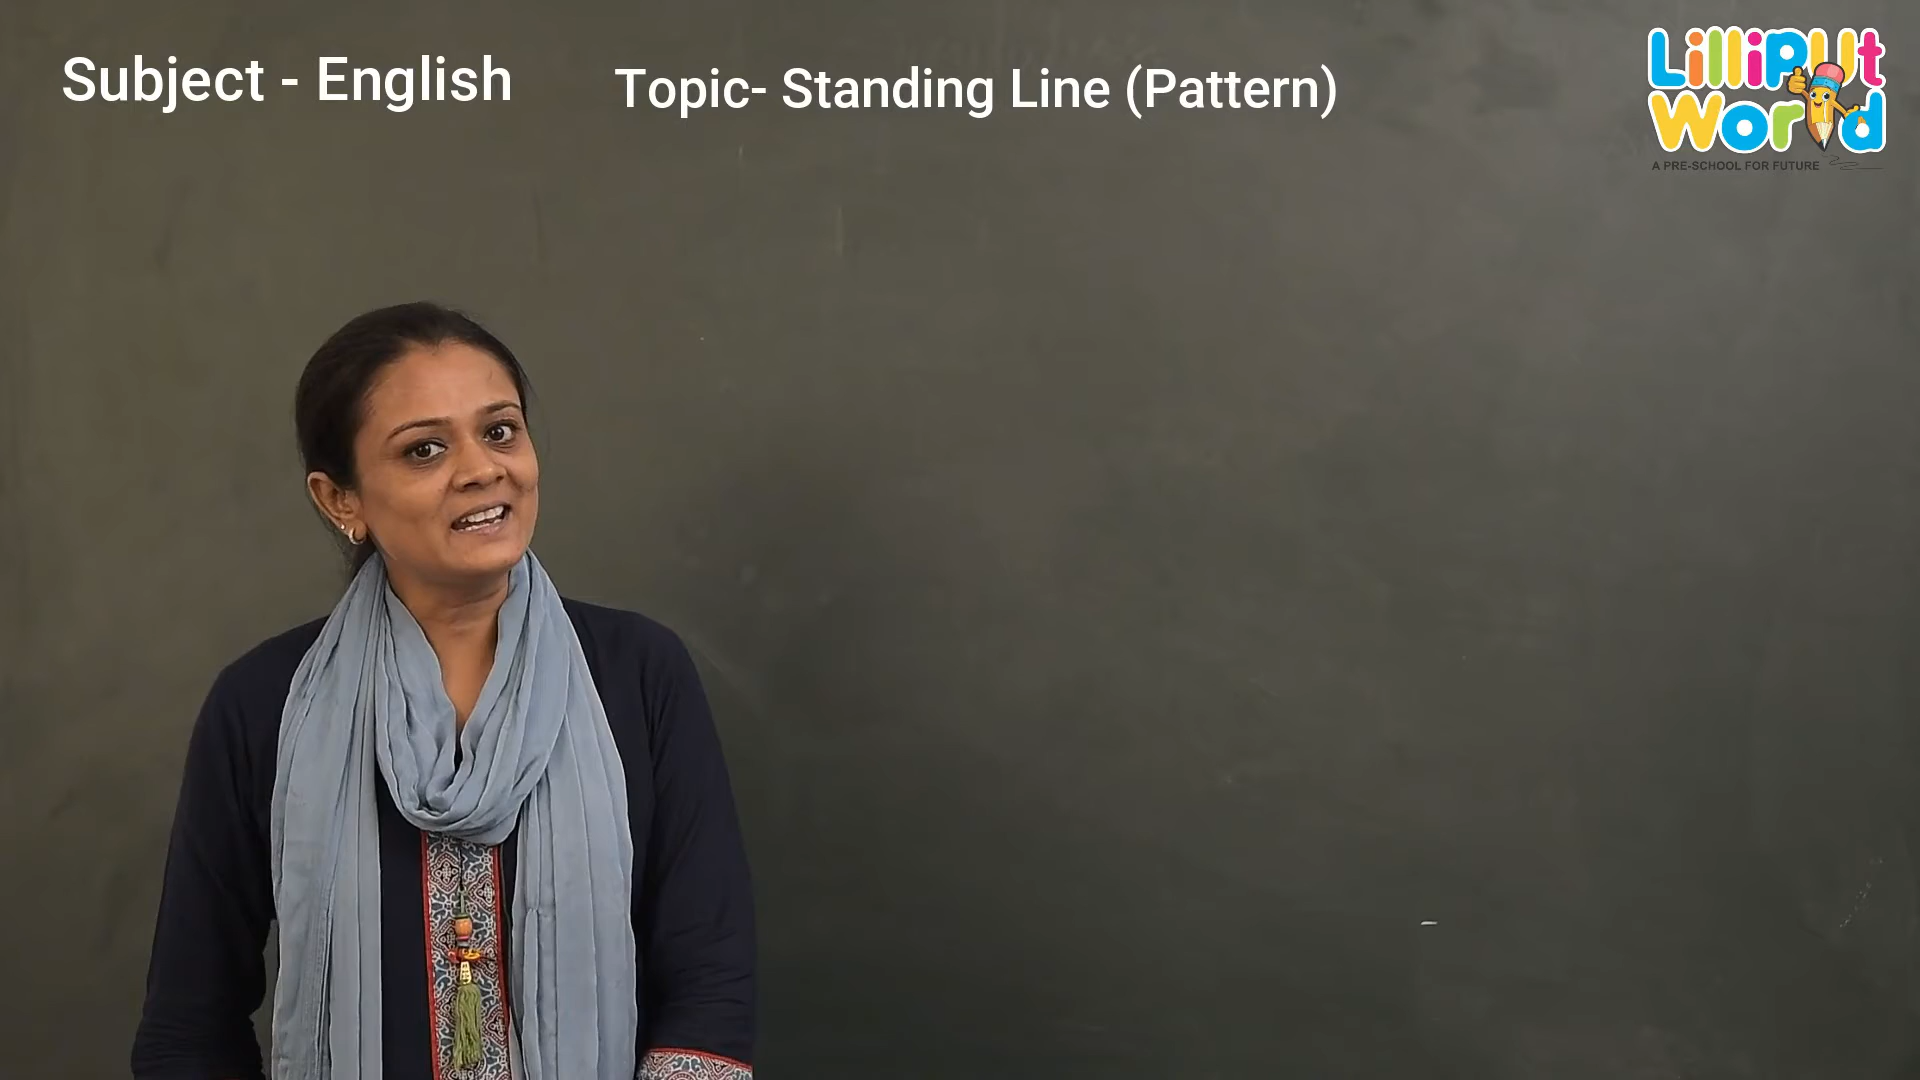 Subject - English
Topic- Standing Line (Pattern)
LilliPUt
World
A PRE-SCHOOL FOR FUTURE